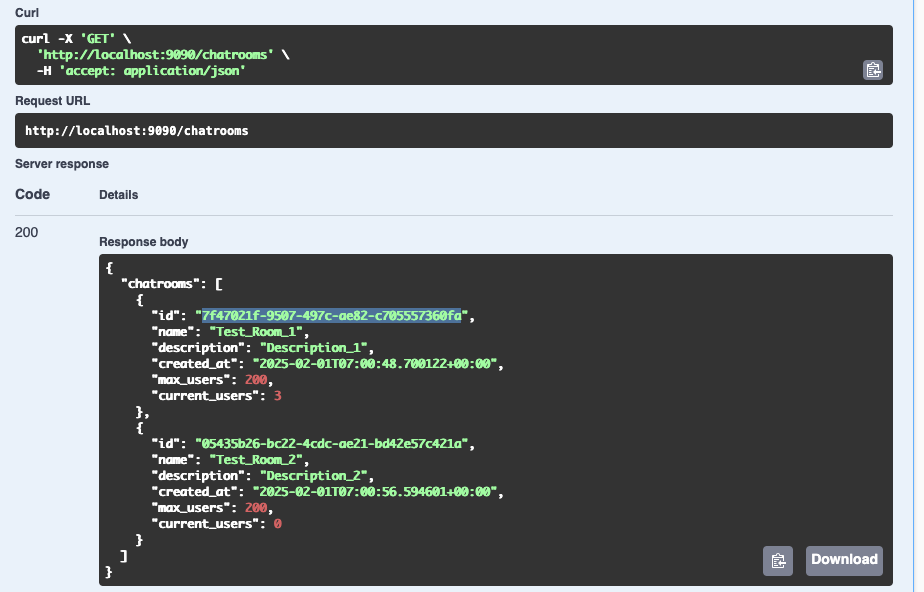 Curl
curl -X 'GET' \
  'http://localhost:9090/chatrooms' \
  -H 'accept: application/json'
Request URL
http://localhost:9090/chatrooms
Server response
Code Details
200
Response body
{
  "chatrooms": [
    {
      "id": "7f47021f-9507-497c-ae82-c705557360fa",
      "name": "Test_Room_1",
      "description": "Description_1",
      "created_at": "2025-02-01T07:00:48.700122+00:00",
      "max_users": 200,
      "current_users": 3
    },
    {
      "id": "05435b26-bc22-4cdc-ae21-bd42e57c421a",
      "name": "Test_Room_2",
      "description": "Description_2",
      "created_at": "2025-02-01T07:00:56.594601+00:00",
      "max_users": 200,
      "current_users": 0
    }
  ]
}
Download